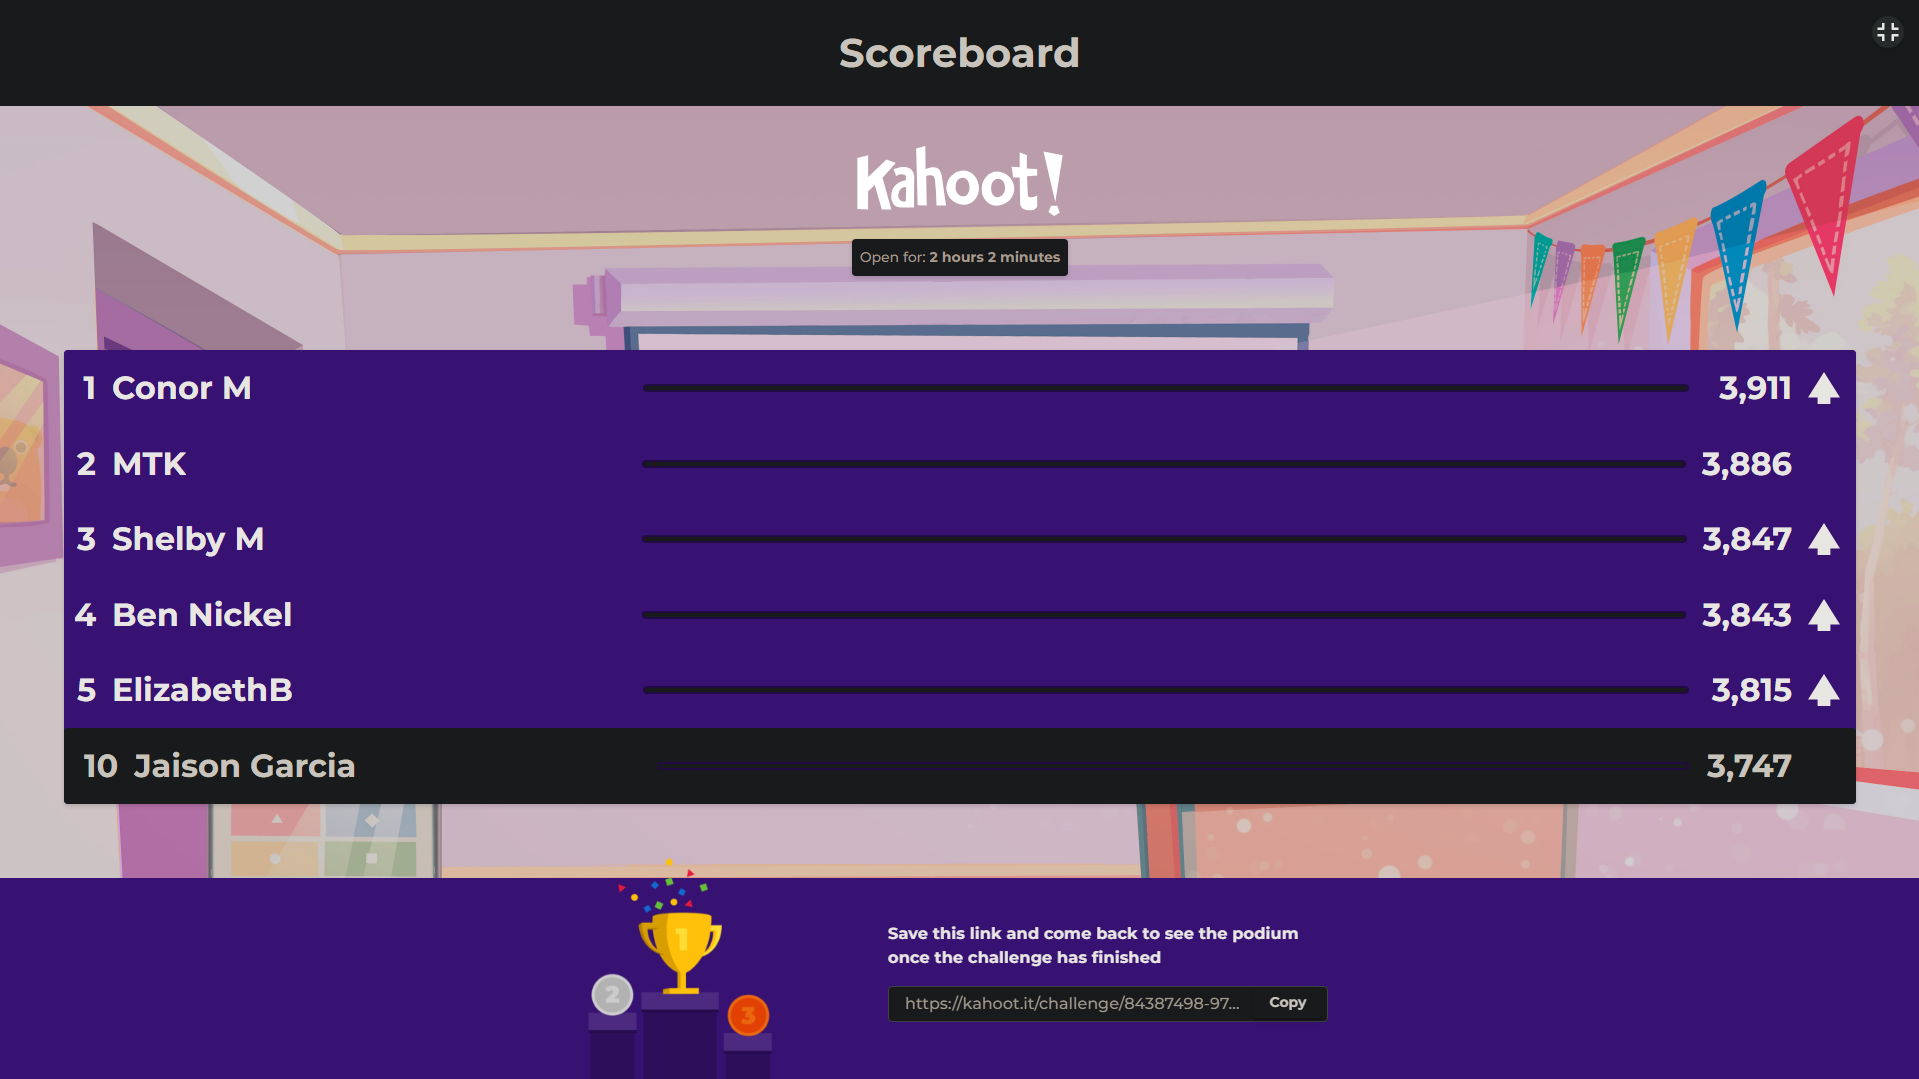 Scoreboard
Kahoot!
Open for: 2 hours 2 minutes
1 Conor M 3,911
2 MTK 3,886
3 Shelby M 3,847
4 Ben Nickel 3,843
5 ElizabethB 3,815
10 Jaison Garcia 3,747
1
2
3
Save this link and come back to see the podium
once the challenge has finished
https://kahoot.it/challenge/84387498-97... Copy